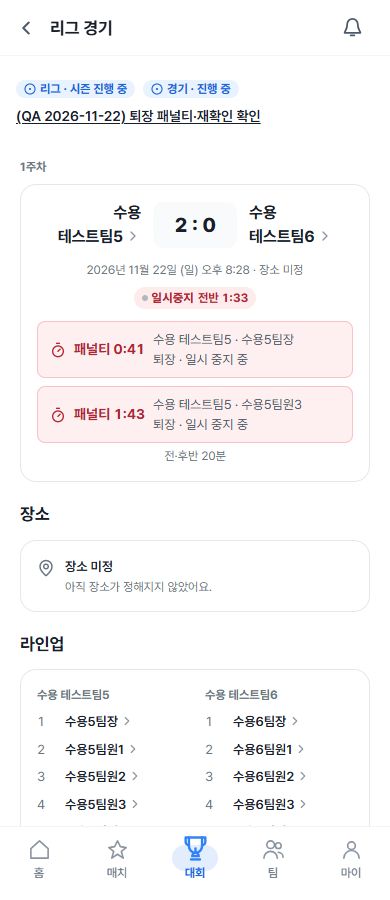 리그 경기
리그 · 시즌 진행 중
경기 · 진행 중
(QA 2026-11-22) 퇴장 패널티·재확인 확인
1주차
수용
테스트팀5
2 : 0
수용
테스트팀6
2026년 11월 22일 (일) 오후 8:28 · 장소 미정
일시중지 전반 1:33
패널티 0:41
수용 테스트팀5 · 수용5팀장
퇴장 · 일시 중지 중
패널티 1:43
수용 테스트팀5 · 수용5팀원3
퇴장 · 일시 중지 중
전·후반 20분
장소
장소 미정
아직 장소가 정해지지 않았어요.
라인업
수용 테스트팀5
1 수용5팀장
2 수용5팀원1
3 수용5팀원2
4 수용5팀원3
수용 테스트팀6
1 수용6팀장
2 수용6팀원1
3 수용6팀원2
4 수용6팀원3
홈
매치
대회
팀
마이